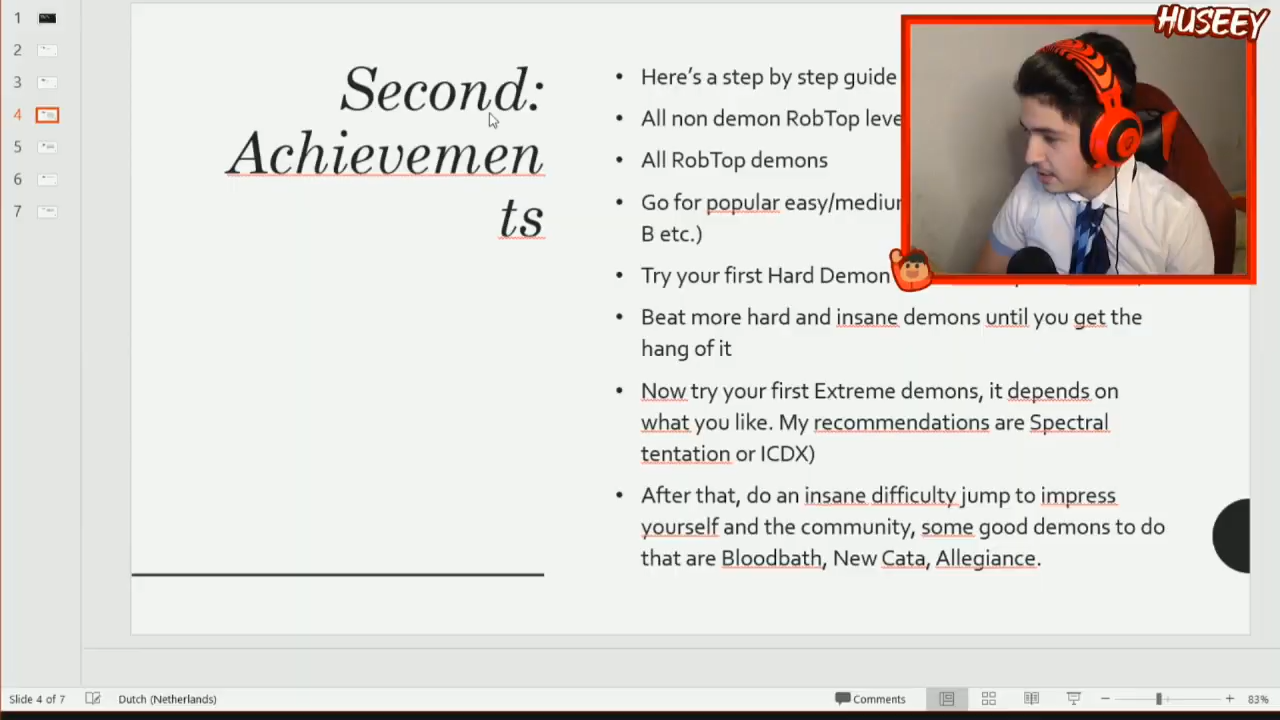 HUSEEY
1
2
3
4
5
6
7
Second:
Achievemen
ts
• Here's a step by step guide
• All non demon RobTop leve
• All RobTop demons
• Go for popular easy/medium
B etc.)
• Try your first Hard Demon
• Beat more hard and insane demons until you get the
hang of it
• Now try your first Extreme demons, it depends on
what you like. My recommendations are Spectral
tentation or ICDX)
• After that, do an insane difficulty jump to impress
yourself and the community, some good demons to do
that are Bloodbath, New Cata, Allegiance.
Slide 4 of 7 Dutch (Netherlands) Comments 83%